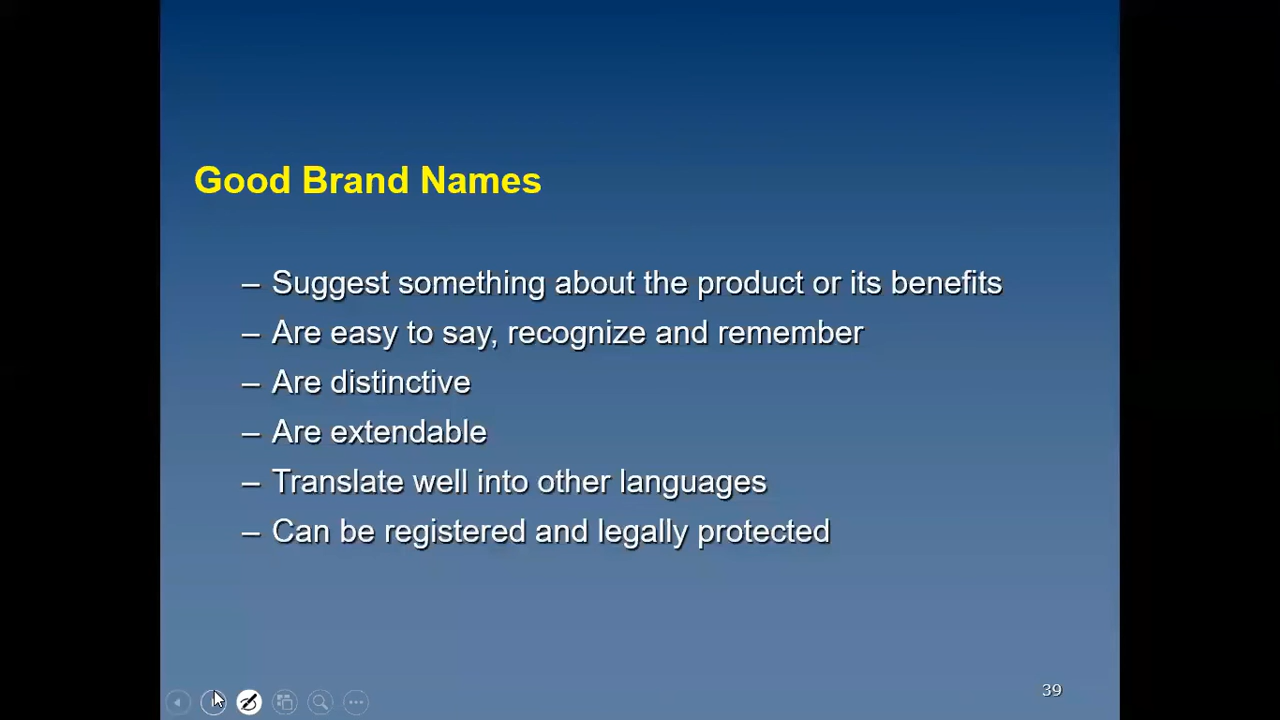 Good Brand Names
– Suggest something about the product or its benefits
– Are easy to say, recognize and remember
– Are distinctive
– Are extendable
– Translate well into other languages
– Can be registered and legally protected
39